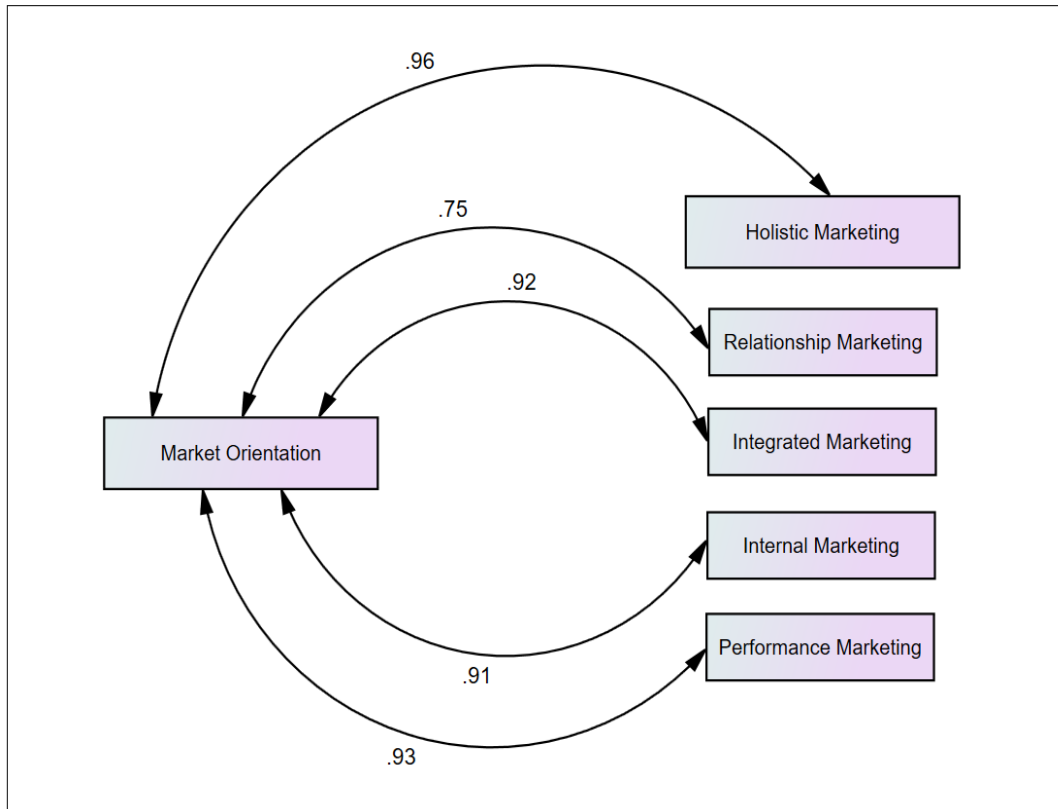 .96
Holistic Marketing
.75
Relationship Marketing
.92
Integrated Marketing
Market Orientation
Internal Marketing
.91
Performance Marketing
.93